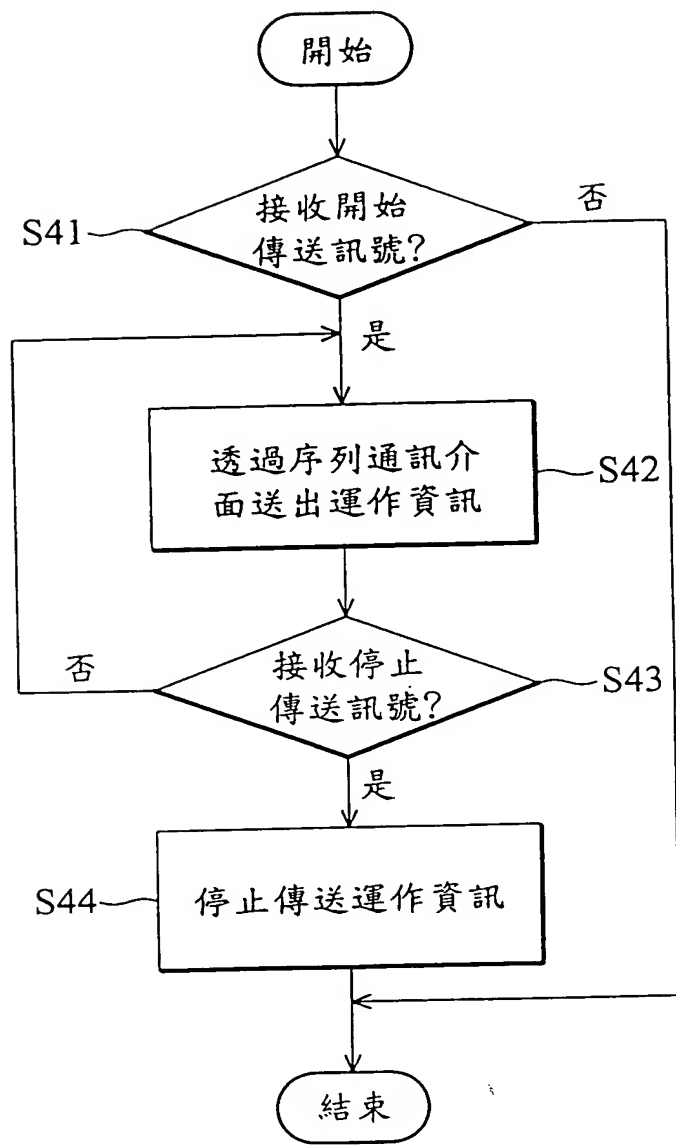 開始
接收開始
傳送訊號?
否
S41
是
透過序列通訊介
面送出運作資訊
S42
否
接收停止
傳送訊號?
S43
是
S44
停止傳送運作資訊
結束